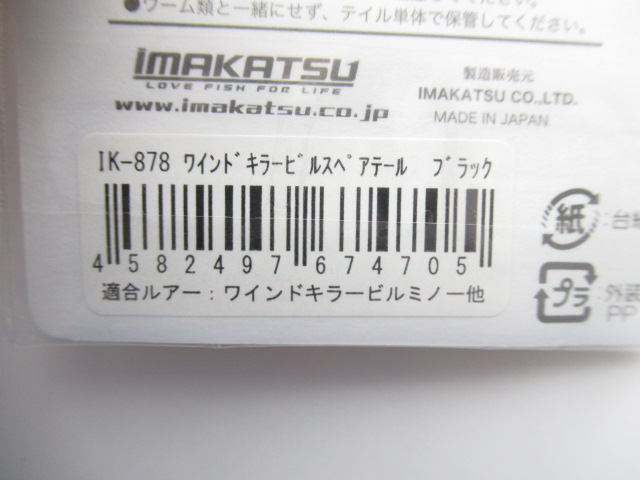 ●ワーム類と一緒にせず、テイル単体で保管してください。
IMAKATSU
LOVE FISH FOR LIFE
www.imakatsu.co.jp
製造販売元
IMAKATSU CO.,LTD.
MADE IN JAPAN
IK-878 ワインドキラービルスペアテール ブラック
4 582497 674705
適合ルアー：ワインドキラービルミノー他
紙
:台紙
プラ
:外装
PP